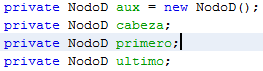 private NodoD aux = new NodoD();
private NodoD cabeza;
private NodoD primero;
private NodoD ultimo;